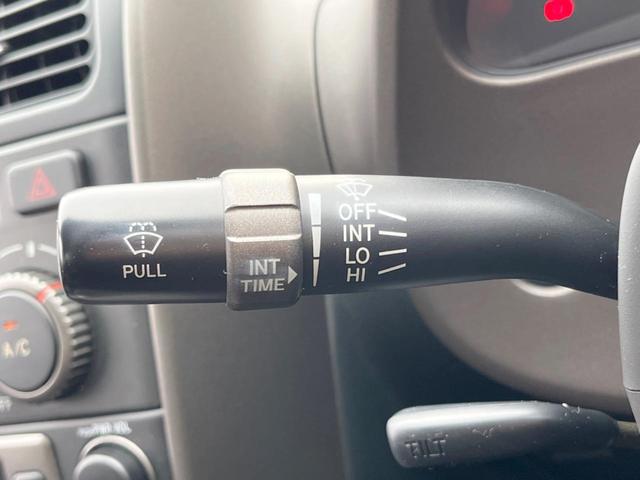 OFF
INT
LO
HI
PULL
INT
TIME
A/C
TILT